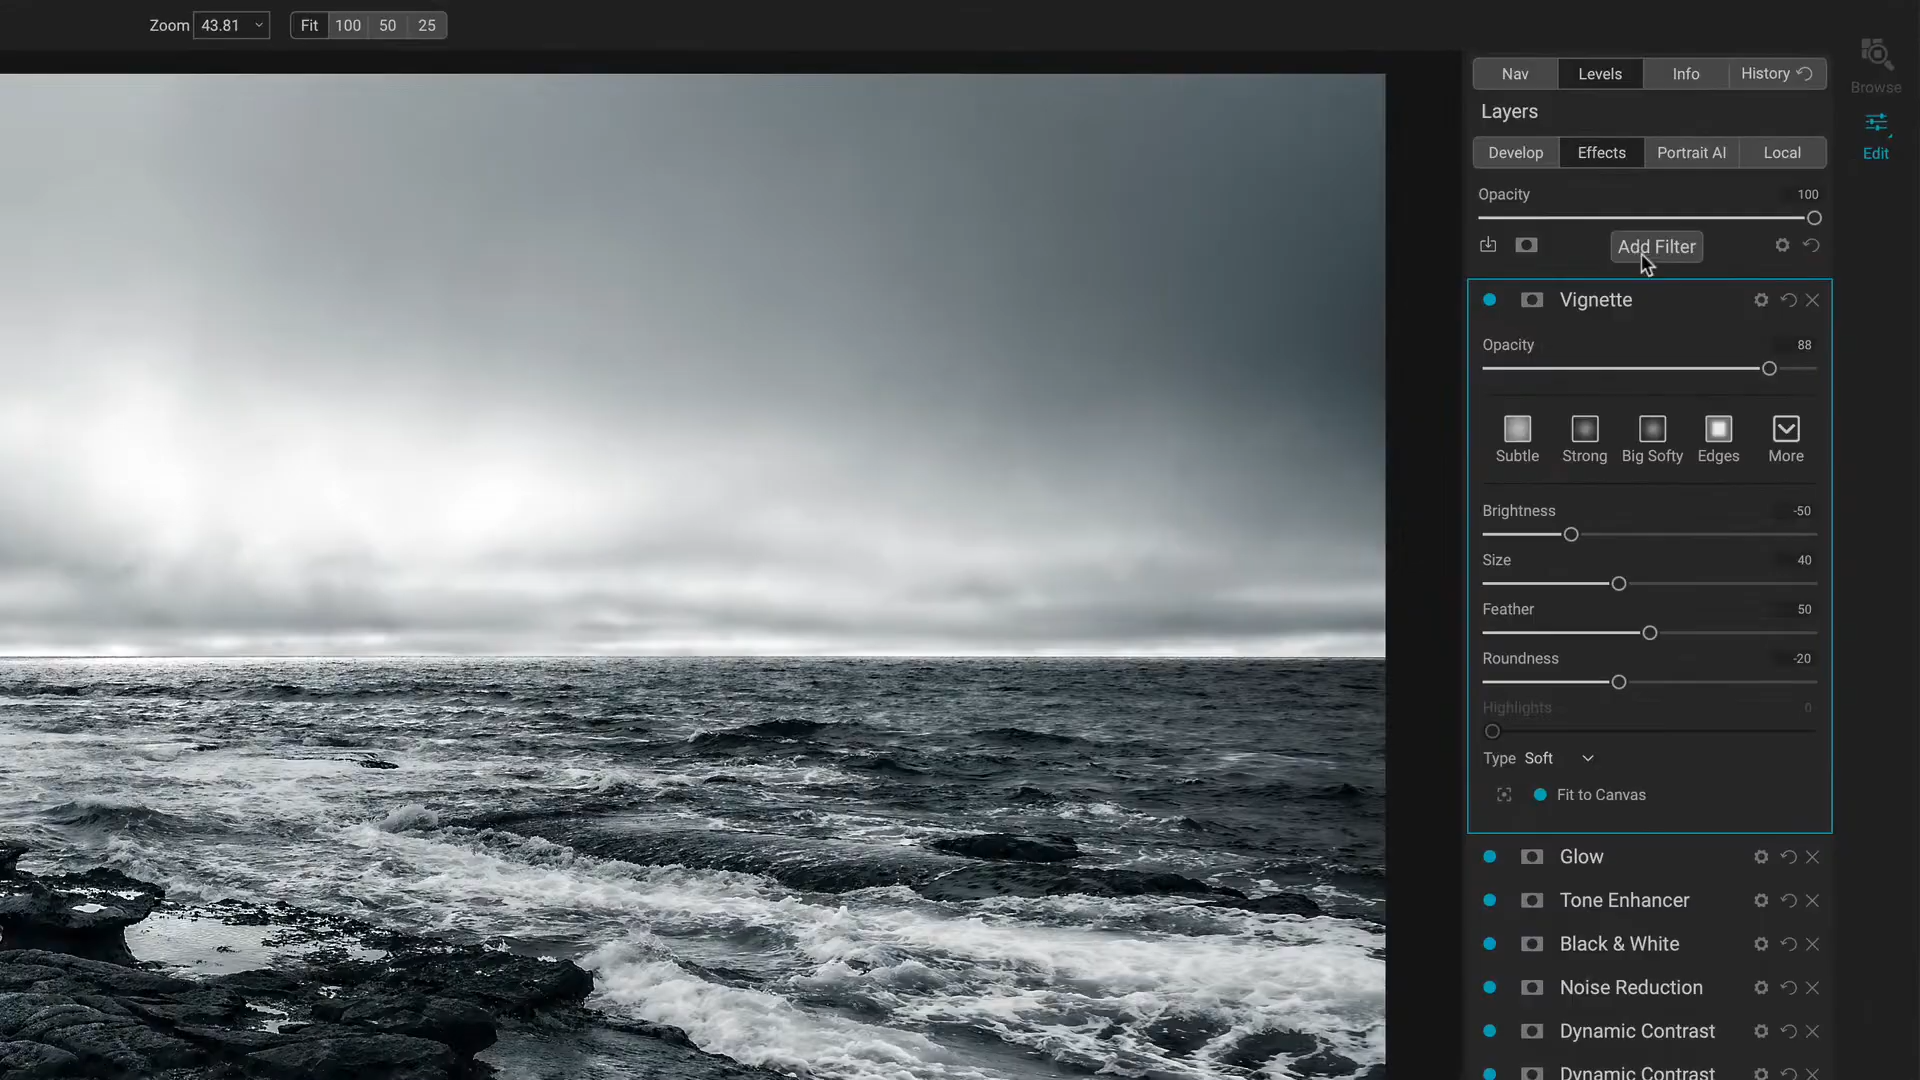 Zoom 43.81 Fit 100 50 25
Browse
Edit
Nav Levels Info History
Layers
Develop Effects Portrait AI Local
Opacity 100
Add Filter
Vignette
Opacity 88
Subtle Strong Big Softy Edges More
Brightness -50
Size 40
Feather 50
Roundness -20
Highlights 0
Type Soft
Fit to Canvas
Glow
Tone Enhancer
Black & White
Noise Reduction
Dynamic Contrast
Dynamic Contrast